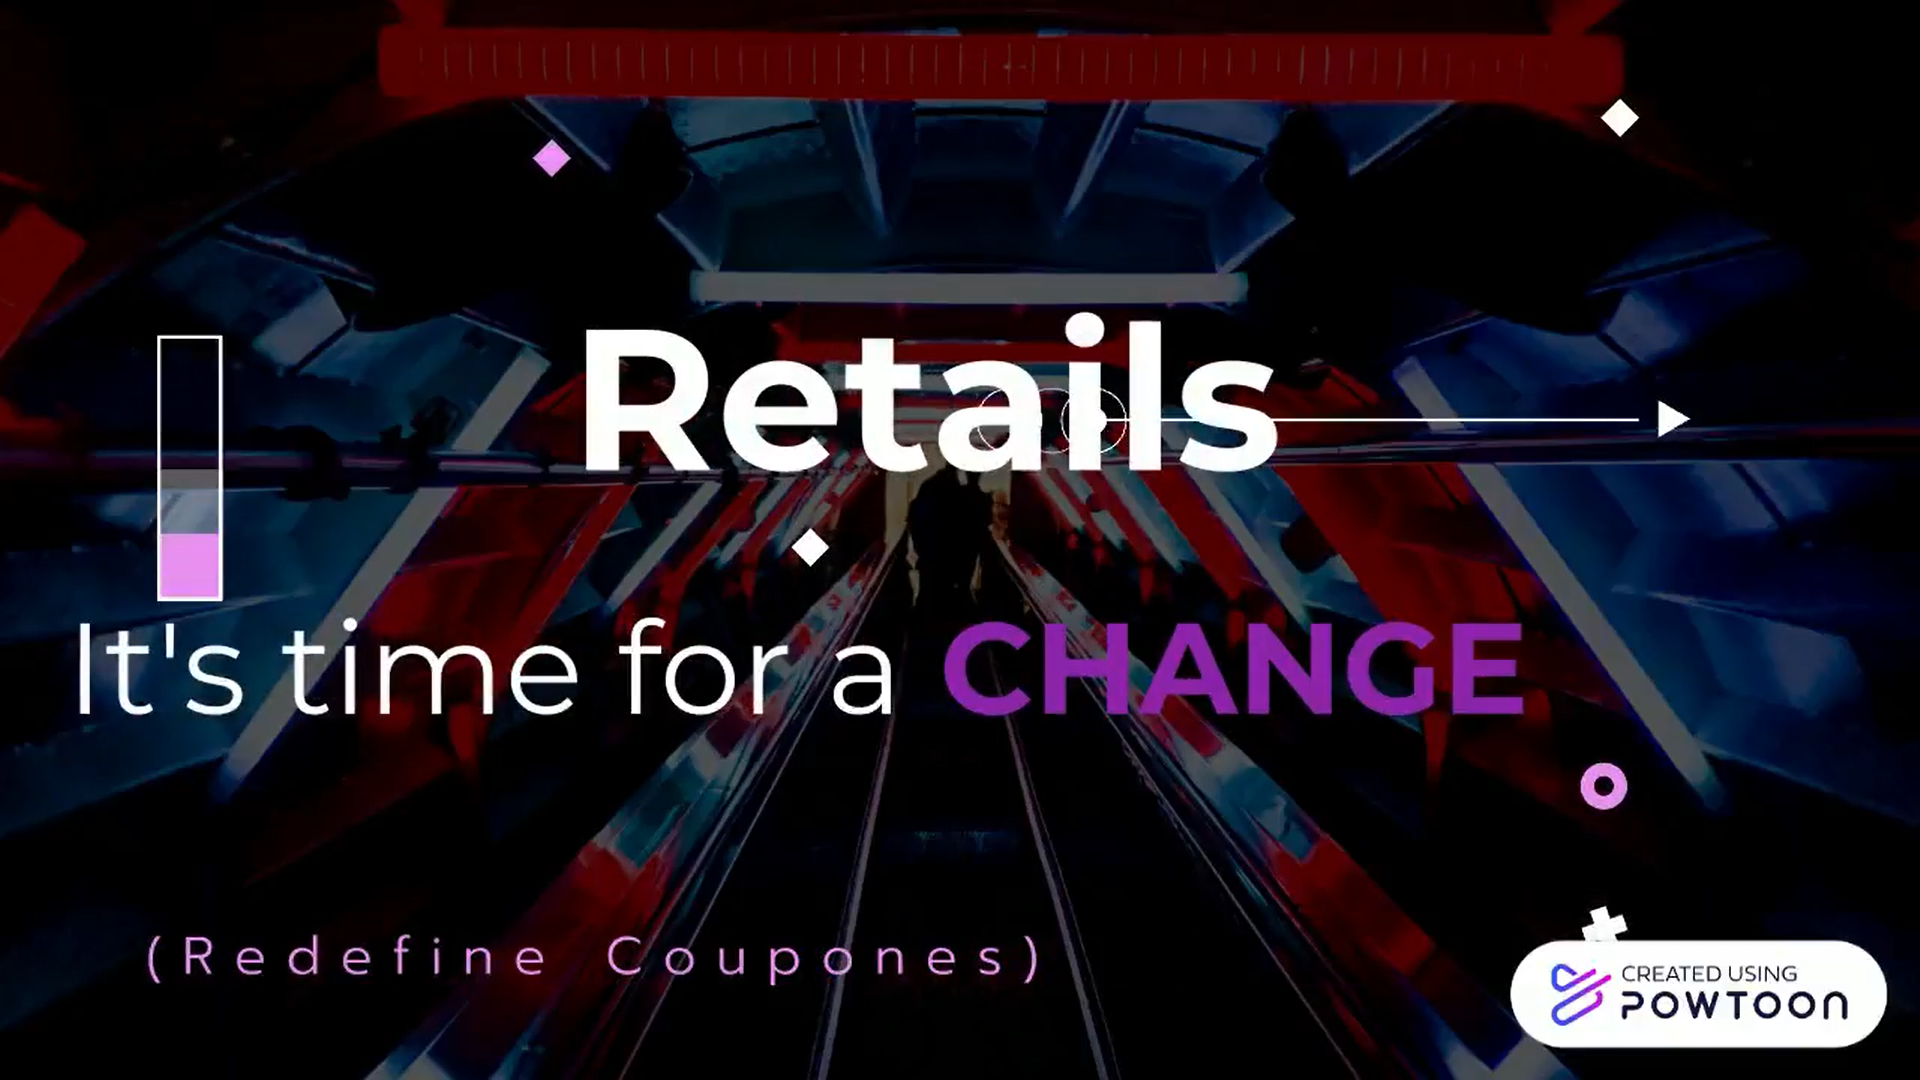 Retails
It's time for a CHANGE
(Redefine Coupones)
CREATED USING
POWTOON